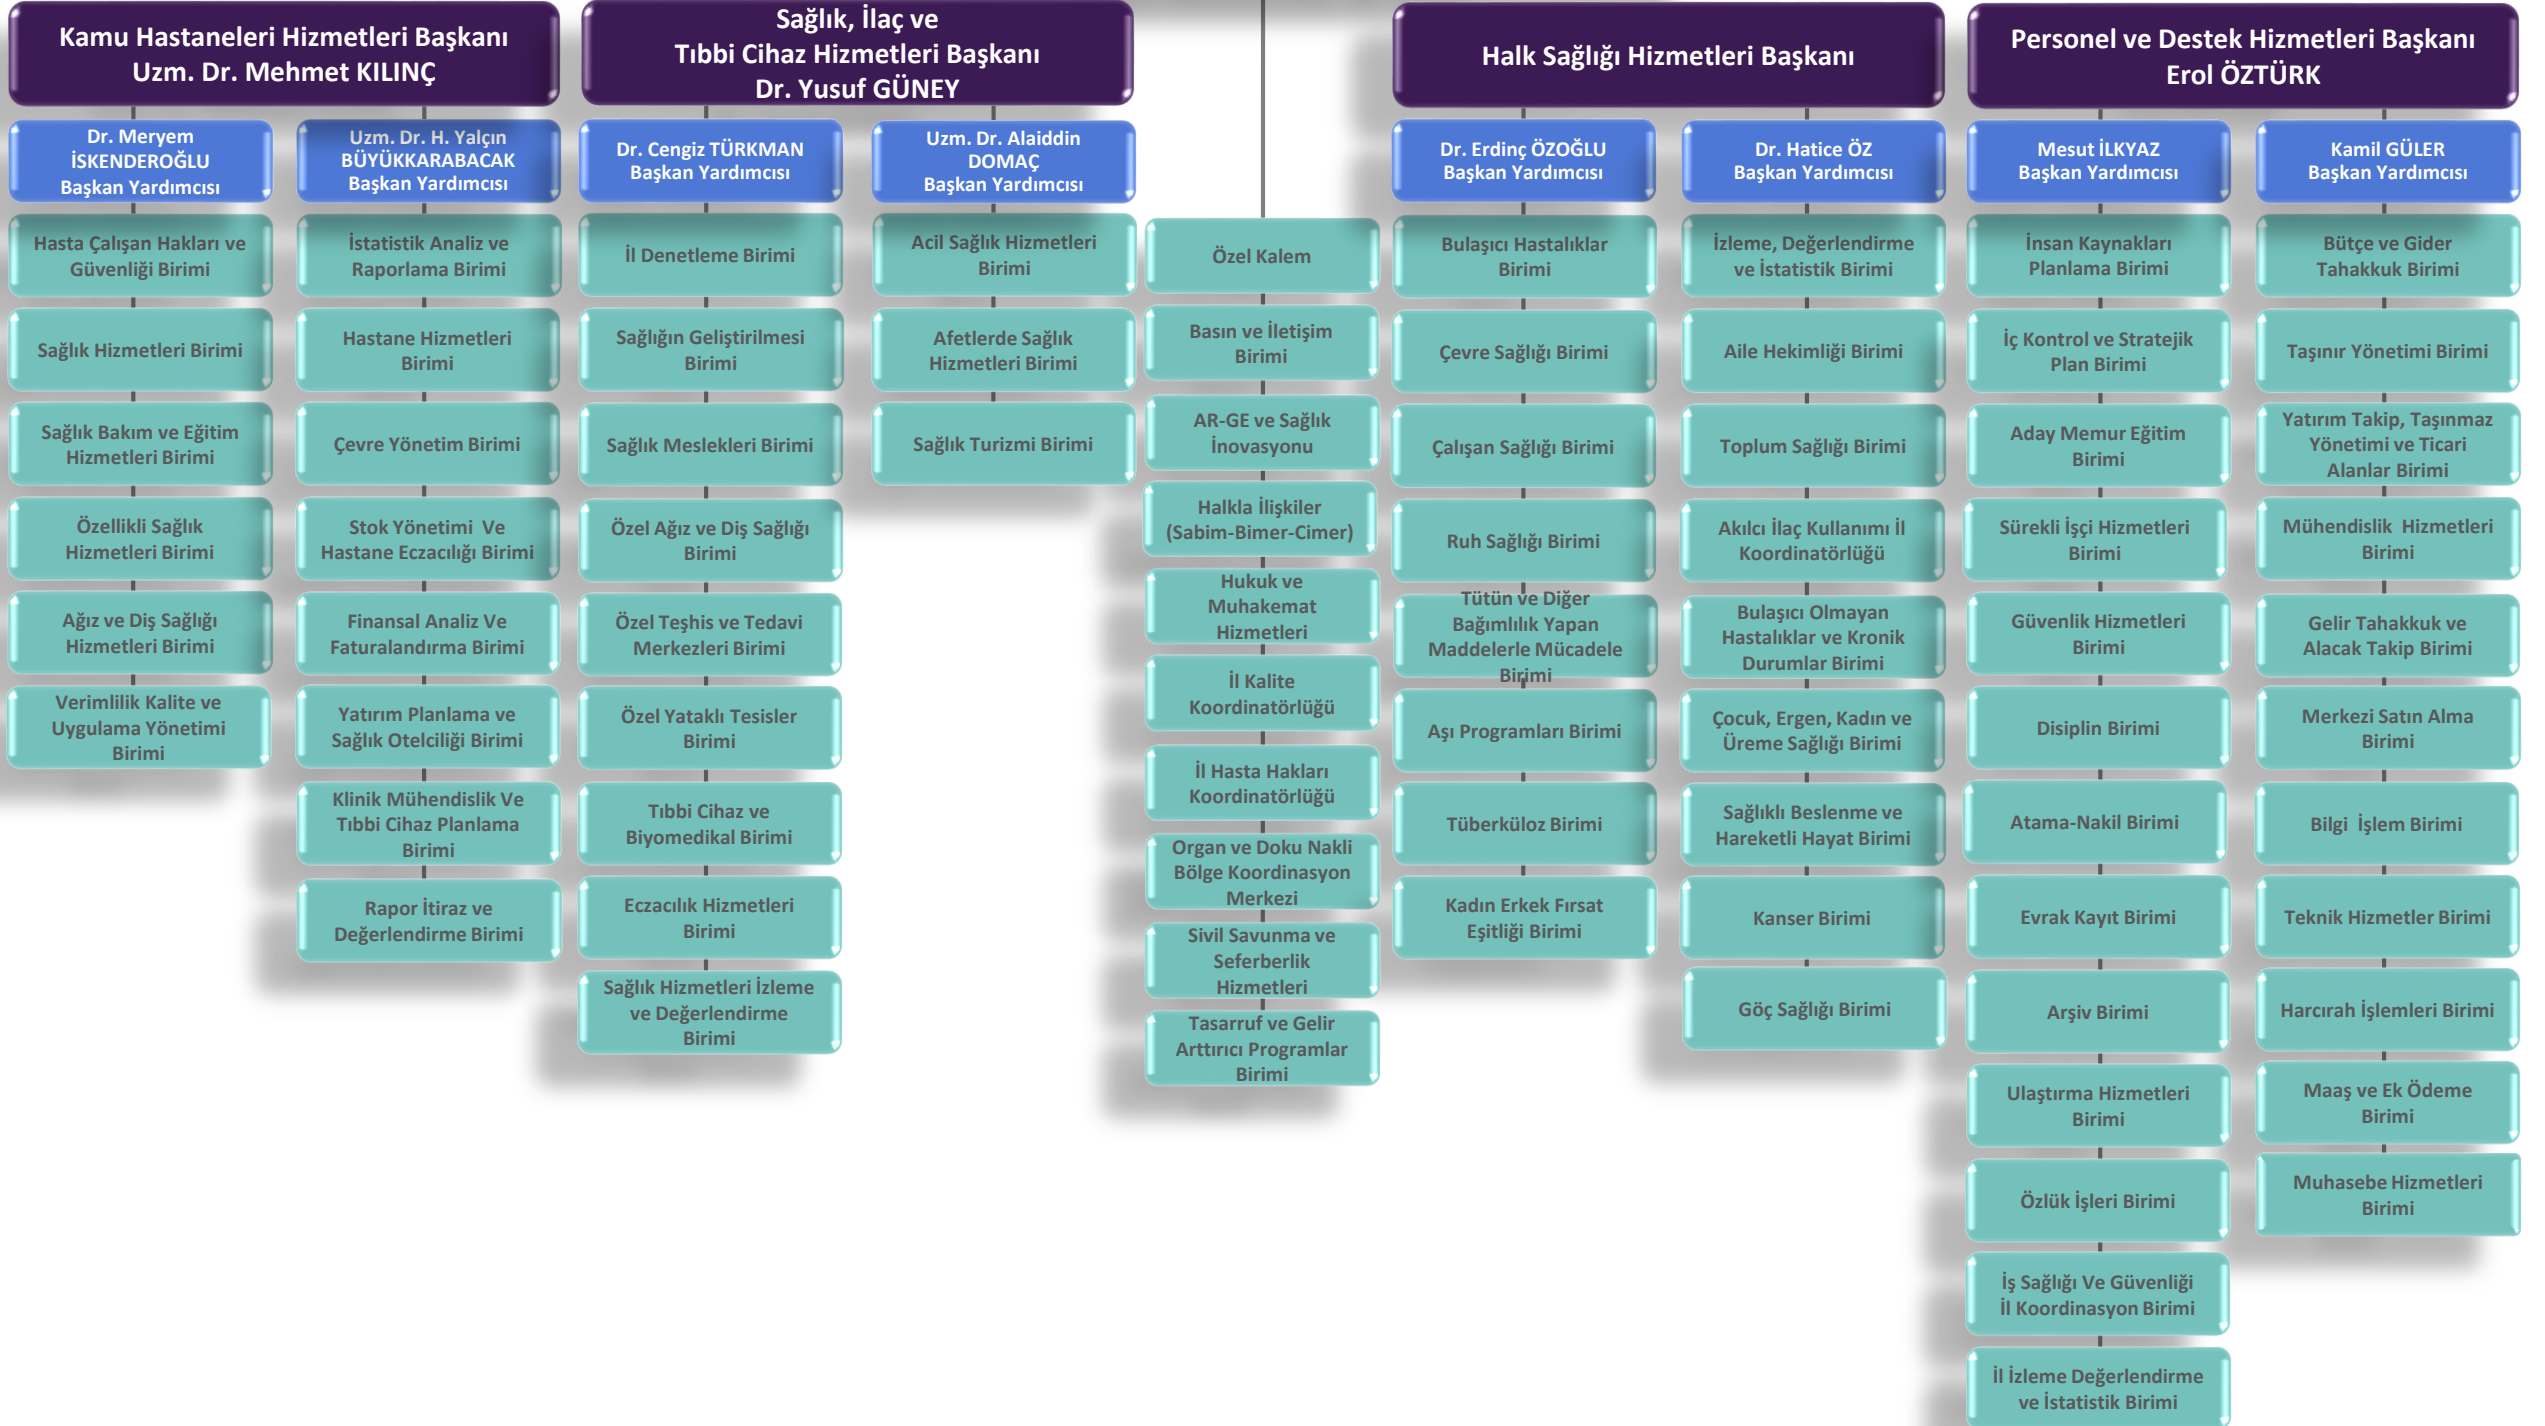 Kamu Hastaneleri Hizmetleri Başkanı
Uzm. Dr. Mehmet KILINÇ
Dr. Meryem
İSKENDEROĞLU
Başkan Yardımcısı
Hasta Çalışan Hakları ve
Güvenliği Birimi
Sağlık Hizmetleri Birimi
Sağlık Bakım ve Eğitim
Hizmetleri Birimi
Özellikli Sağlık
Hizmetleri Birimi
Ağız ve Diş Sağlığı
Hizmetleri Birimi
Verimlilik Kalite ve
Uygulama Yönetimi
Birimi
Uzm. Dr. H. Yalçın
BÜYÜKKARABACAK
Başkan Yardımcısı
İstatistik Analiz ve
Raporlama Birimi
Hastane Hizmetleri
Birimi
Çevre Yönetim Birimi
Stok Yönetimi Ve
Hastane Eczacılığı Birimi
Finansal Analiz Ve
Faturalandırma Birimi
Yatırım Planlama ve
Sağlık Otelciliği Birimi
Klinik Mühendislik Ve
Tıbbi Cihaz Planlama
Birimi
Rapor İtiraz ve
Değerlendirme Birimi
Sağlık, İlaç ve
Tıbbi Cihaz Hizmetleri Başkanı
Dr. Yusuf GÜNEY
Dr. Cengiz TÜRKMAN
Başkan Yardımcısı
İl Denetleme Birimi
Sağlığın Geliştirilmesi
Birimi
Sağlık Meslekleri Birimi
Özel Ağız ve Diş Sağlığı
Birimi
Özel Teşhis ve Tedavi
Merkezleri Birimi
Özel Yataklı Tesisler
Birimi
Tıbbi Cihaz ve
Biyomedikal Birimi
Eczacılık Hizmetleri
Birimi
Sağlık Hizmetleri İzleme
ve Değerlendirme
Birimi
Uzm. Dr. Alaiddin
DOMAÇ
Başkan Yardımcısı
Acil Sağlık Hizmetleri
Birimi
Afetlerde Sağlık
Hizmetleri Birimi
Sağlık Turizmi Birimi
Özel Kalem
Basın ve İletişim
Birimi
AR-GE ve Sağlık
İnovasyonu
Halkla İlişkiler
(Sabim-Bimer-Cimer)
Hukuk ve
Muhakemat
Hizmetleri
İl Kalite
Koordinatörlüğü
İl Hasta Hakları
Koordinatörlüğü
Organ ve Doku Nakli
Bölge Koordinasyon
Merkezi
Sivil Savunma ve
Seferberlik
Hizmetleri
Tasarruf ve Gelir
Arttırıcı Programlar
Birimi
Halk Sağlığı Hizmetleri Başkanı
Dr. Erdinç ÖZOĞLU
Başkan Yardımcısı
Bulaşıcı Hastalıklar
Birimi
Çevre Sağlığı Birimi
Çalışan Sağlığı Birimi
Ruh Sağlığı Birimi
Tütün ve Diğer
Bağımlılık Yapan
Maddelerle Mücadele
Birimi
Aşı Programları Birimi
Tüberküloz Birimi
Kadın Erkek Fırsat
Eşitliği Birimi
Dr. Hatice ÖZ
Başkan Yardımcısı
İzleme, Değerlendirme
ve İstatistik Birimi
Aile Hekimliği Birimi
Toplum Sağlığı Birimi
Akılcı İlaç Kullanımı İl
Koordinatörlüğü
Bulaşıcı Olmayan
Hastalıklar ve Kronik
Durumlar Birimi
Çocuk, Ergen, Kadın ve
Üreme Sağlığı Birimi
Sağlıklı Beslenme ve
Hareketli Hayat Birimi
Kanser Birimi
Göç Sağlığı Birimi
Personel ve Destek Hizmetleri Başkanı
Erol ÖZTÜRK
Mesut İLKYAZ
Başkan Yardımcısı
İnsan Kaynakları
Planlama Birimi
İç Kontrol ve Stratejik
Plan Birimi
Aday Memur Eğitim
Birimi
Sürekli İşçi Hizmetleri
Birimi
Güvenlik Hizmetleri
Birimi
Disiplin Birimi
Atama-Nakil Birimi
Evrak Kayıt Birimi
Arşiv Birimi
Ulaştırma Hizmetleri
Birimi
Özlük İşleri Birimi
İş Sağlığı Ve Güvenliği
İl Koordinasyon Birimi
İl İzleme Değerlendirme
ve İstatistik Birimi
Kamil GÜLER
Başkan Yardımcısı
Bütçe ve Gider
Tahakkuk Birimi
Taşınır Yönetimi Birimi
Yatırım Takip, Taşınmaz
Yönetimi ve Ticari
Alanlar Birimi
Mühendislik Hizmetleri
Birimi
Gelir Tahakkuk ve
Alacak Takip Birimi
Merkezi Satın Alma
Birimi
Bilgi İşlem Birimi
Teknik Hizmetler Birimi
Harcırah İşlemleri Birimi
Maaş ve Ek Ödeme
Birimi
Muhasebe Hizmetleri
Birimi